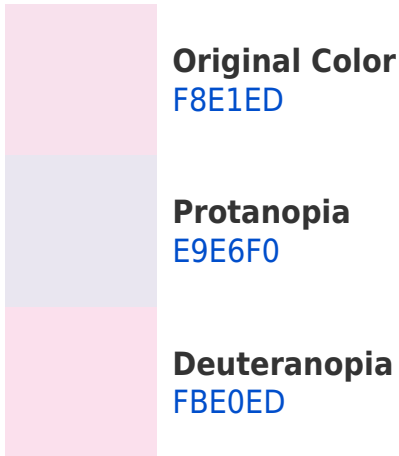 Original Color
F8E1ED
Protanopia
E9E6F0
Deuteranopia
FBE0ED